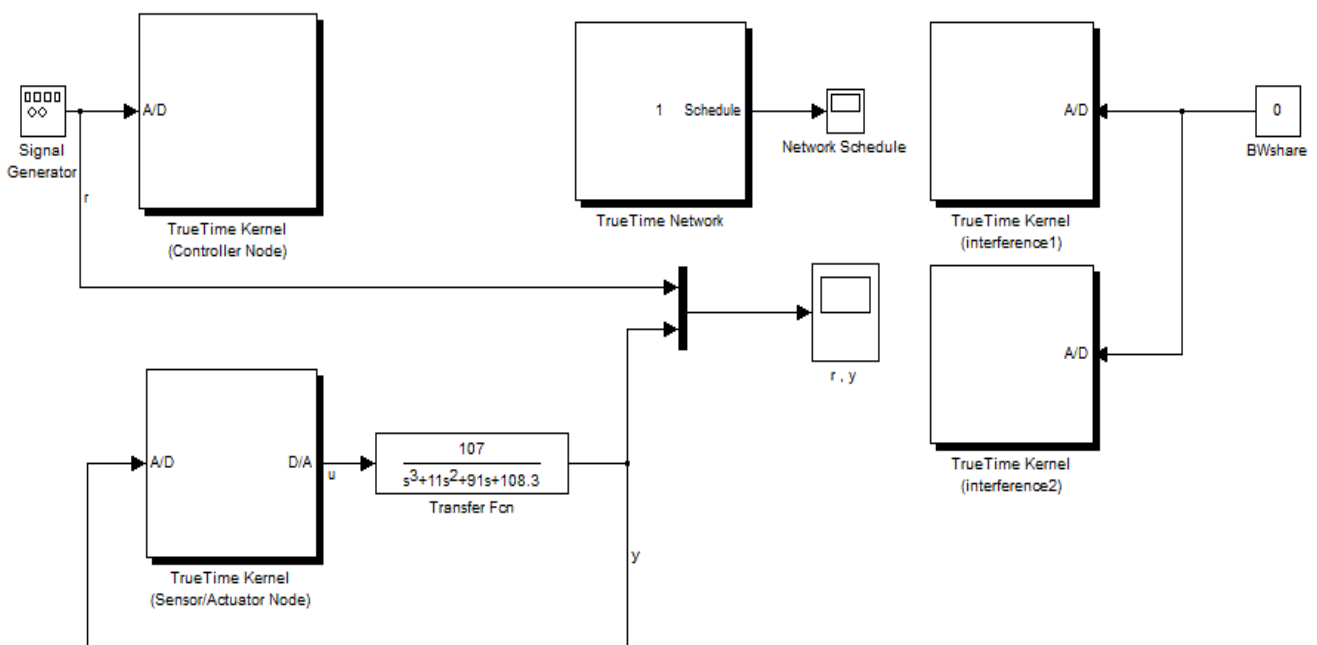 A/D
Signal
Generator
r
TrueTime Kernel
(Controller Node)
1 Schedule
TrueTime Network
Network Schedule
A/D
TrueTime Kernel
(interference1)
0
BWshare
A/D
TrueTime Kernel
(interference2)
r , y
A/D D/A
TrueTime Kernel
(Sensor/Actuator Node)
u
107
s3+11s2+91s+108.3
Transfer Fcn
y